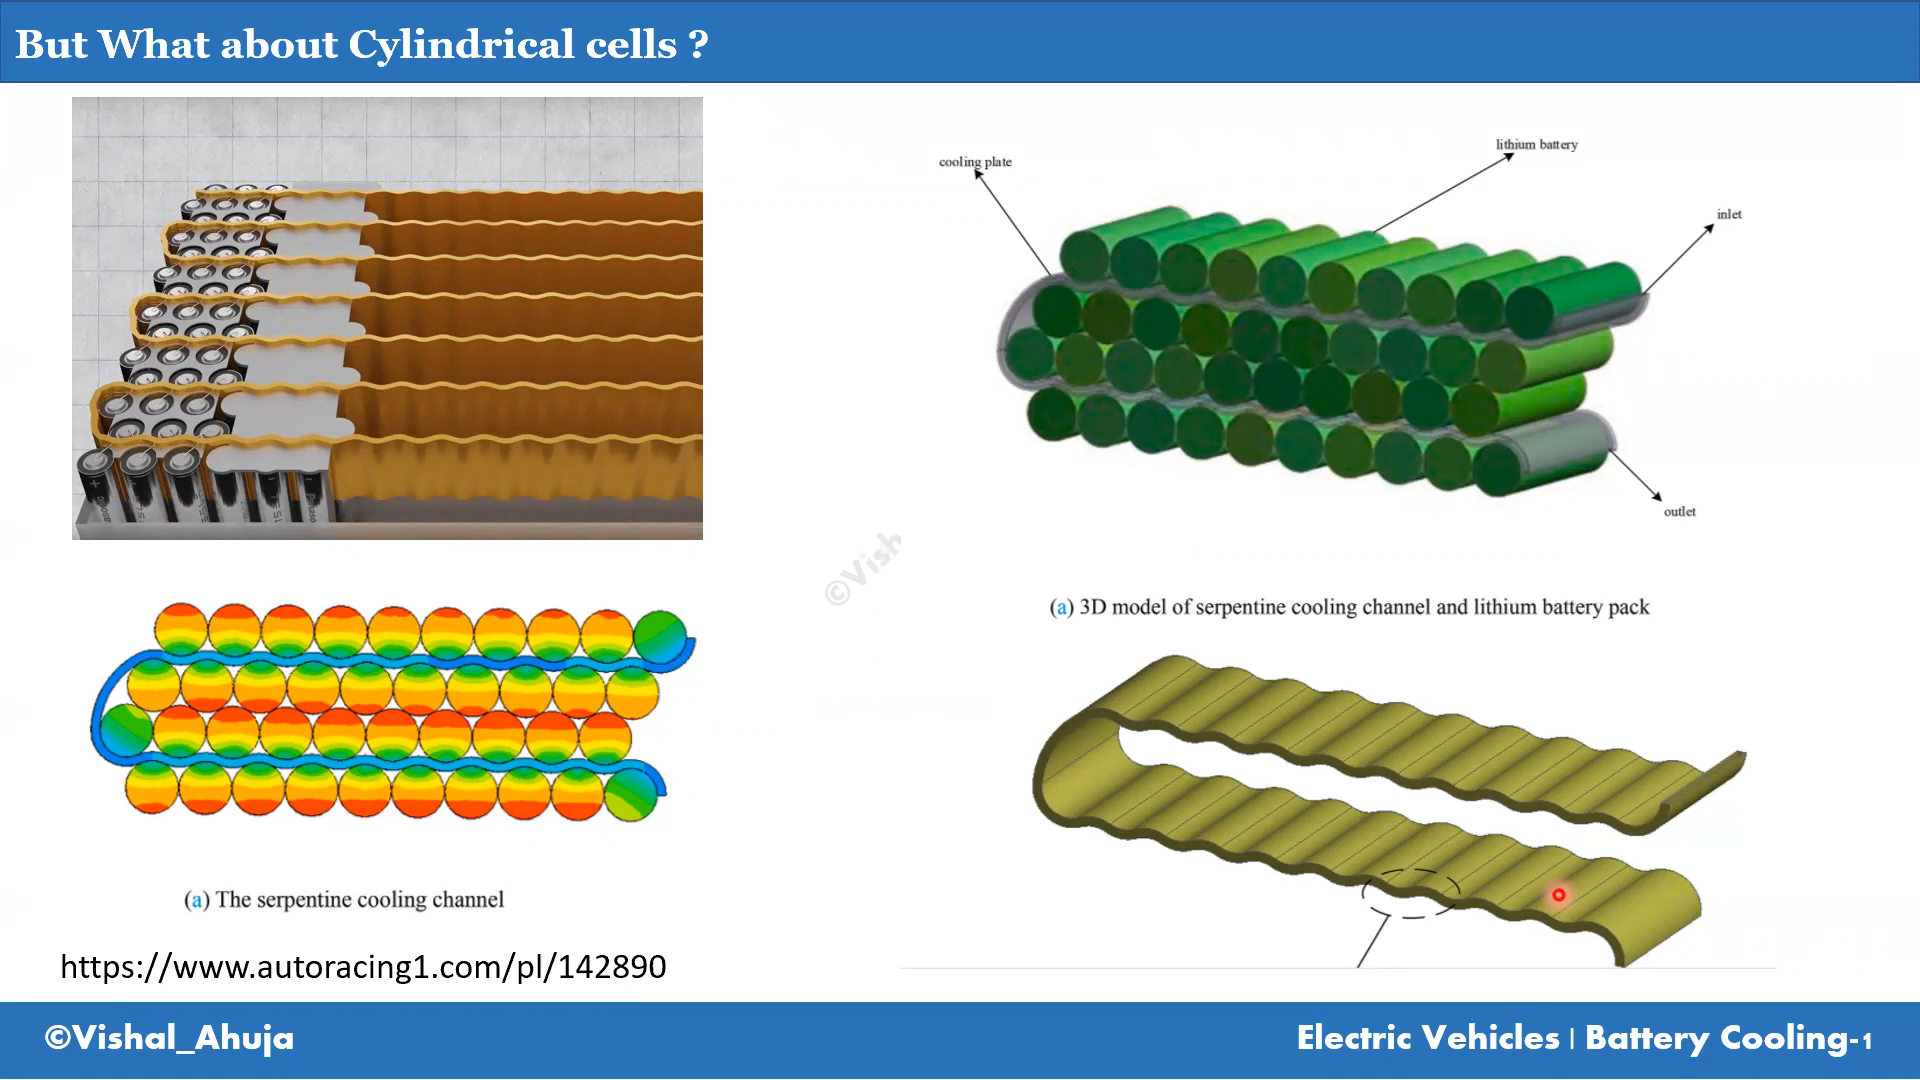 But What about Cylindrical cells ?
cooling plate
lithium battery
inlet
outlet
©Vish
(a) 3D model of serpentine cooling channel and lithium battery pack
(a) The serpentine cooling channel
https://www.autoracing1.com/pl/142890
©Vishal_Ahuja
Electric Vehicles | Battery Cooling-1